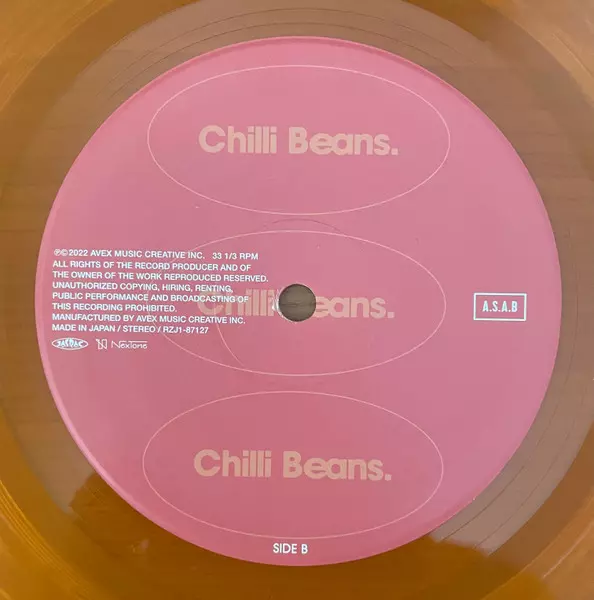 Chilli Beans.
℗©2022 AVEX MUSIC CREATIVE INC. 33 1/3 RPM
ALL RIGHTS OF THE RECORD PRODUCER AND OF
THE OWNER OF THE WORK REPRODUCED RESERVED.
UNAUTHORIZED COPYING, HIRING, RENTING,
PUBLIC PERFORMANCE AND BROADCASTING OF
THIS RECORDING PROHIBITED.
MANUFACTURED BY AVEX MUSIC CREATIVE INC.
MADE IN JAPAN / STEREO / RZJ1-87127
JASRAC NexTone
Chilli Beans.
A.S.A.B
Chilli Beans.
SIDE B